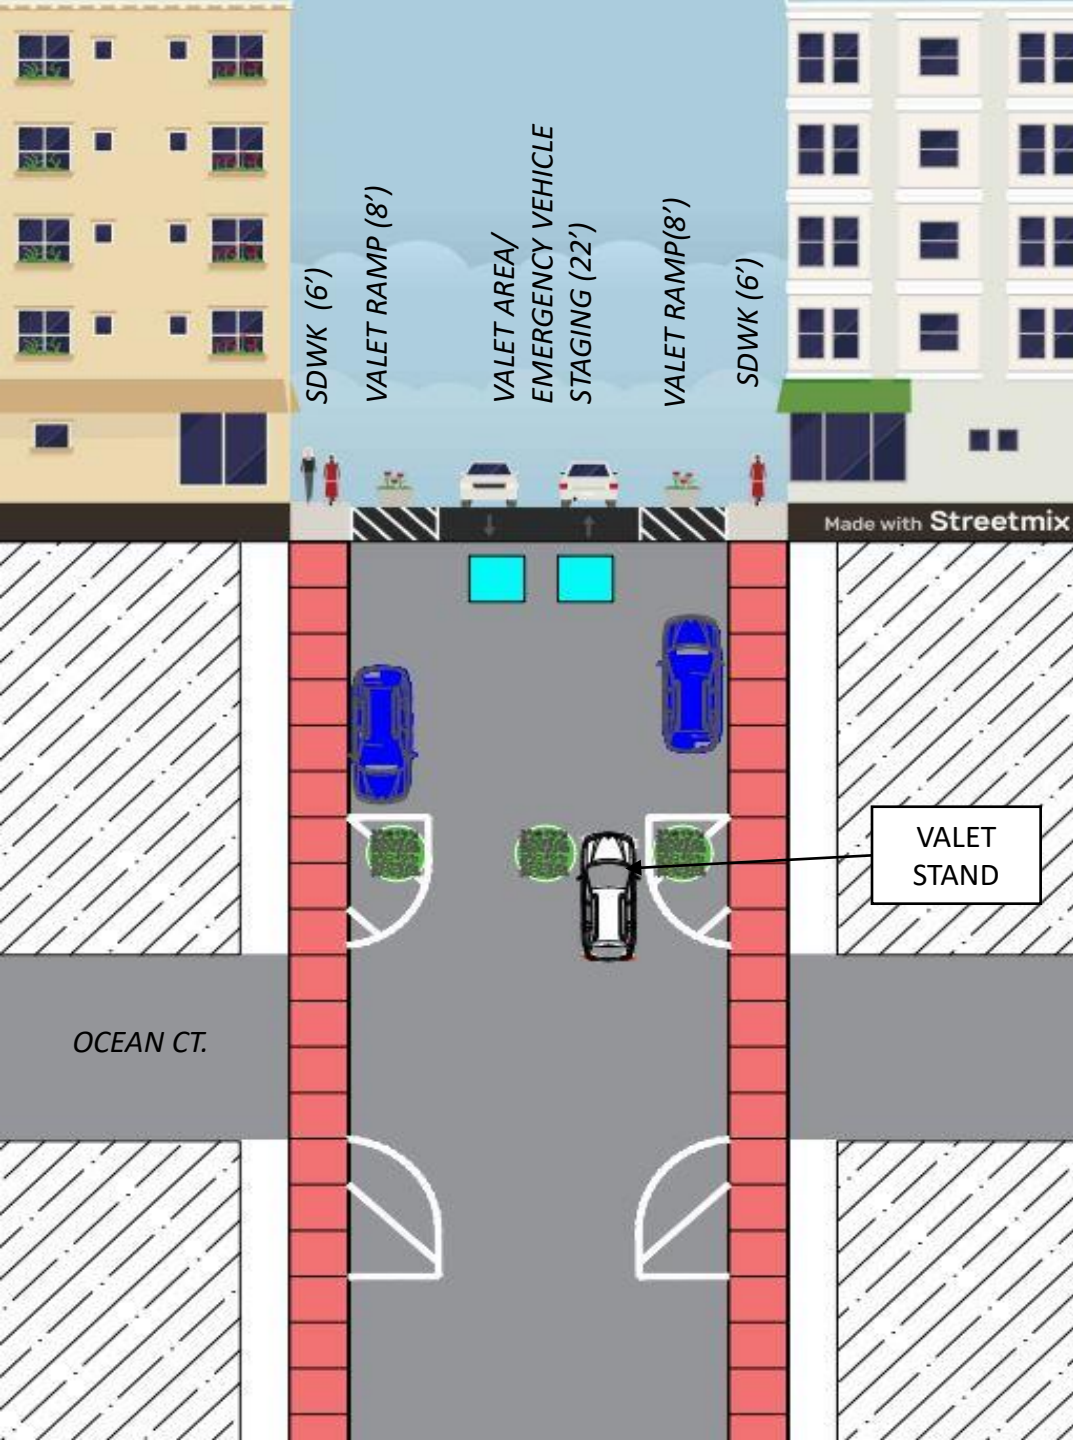 SDWK (6’)
VALET RAMP (8’)
VALET AREA/
EMERGENCY VEHICLE
STAGING (22’)
VALET RAMP(8’)
SDWK (6’)
Made with Streetmix
VALET
STAND
OCEAN CT.